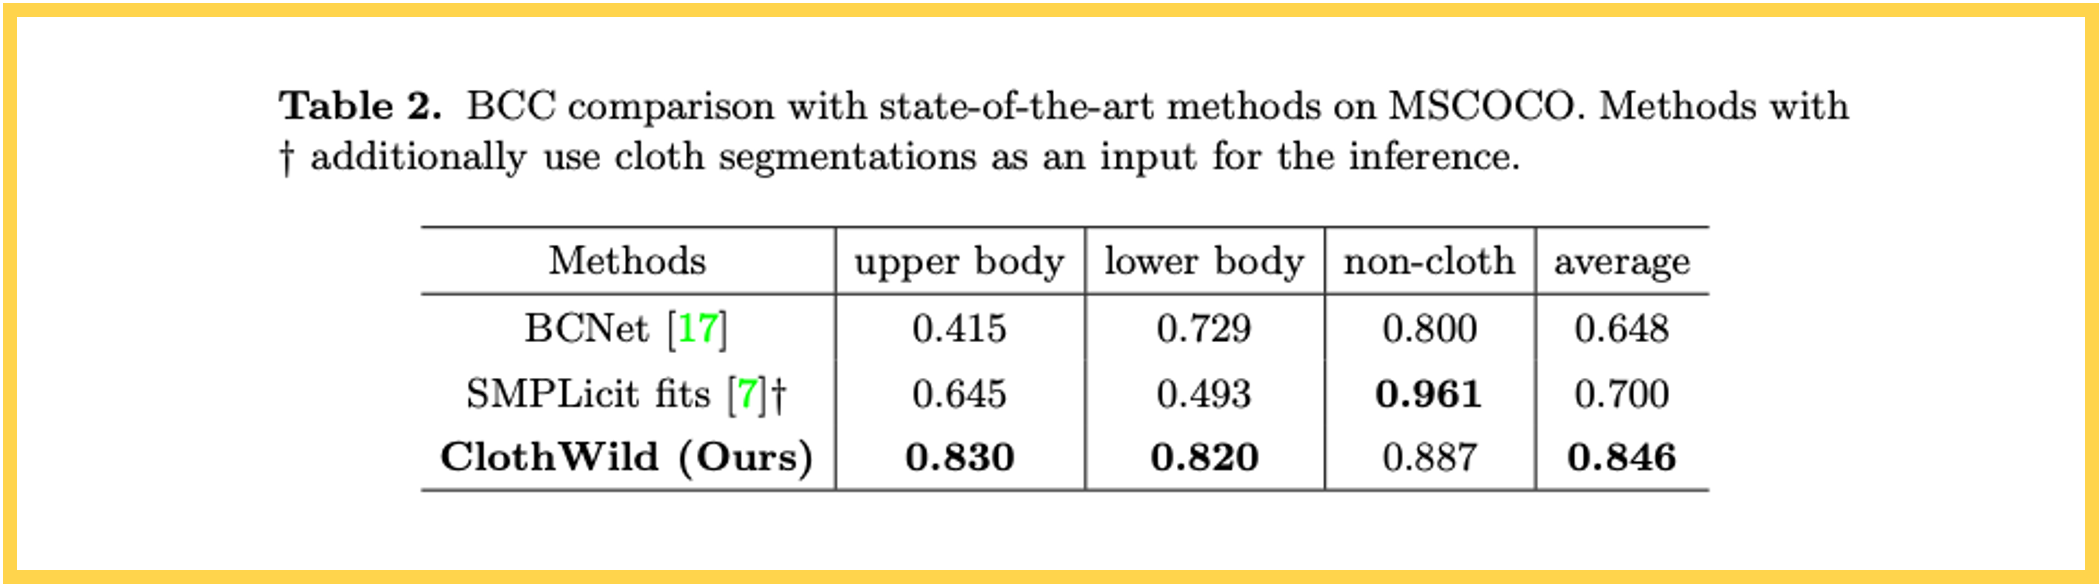 Table 2. BCC comparison with state-of-the-art methods on MSCOCO. Methods with
† additionally use cloth segmentations as an input for the inference.
Methods upper body lower body non-cloth average
BCNet [17] 0.415 0.729 0.800 0.648
SMPLicit fits [7]† 0.645 0.493 0.961 0.700
ClothWild (Ours) 0.830 0.820 0.887 0.846